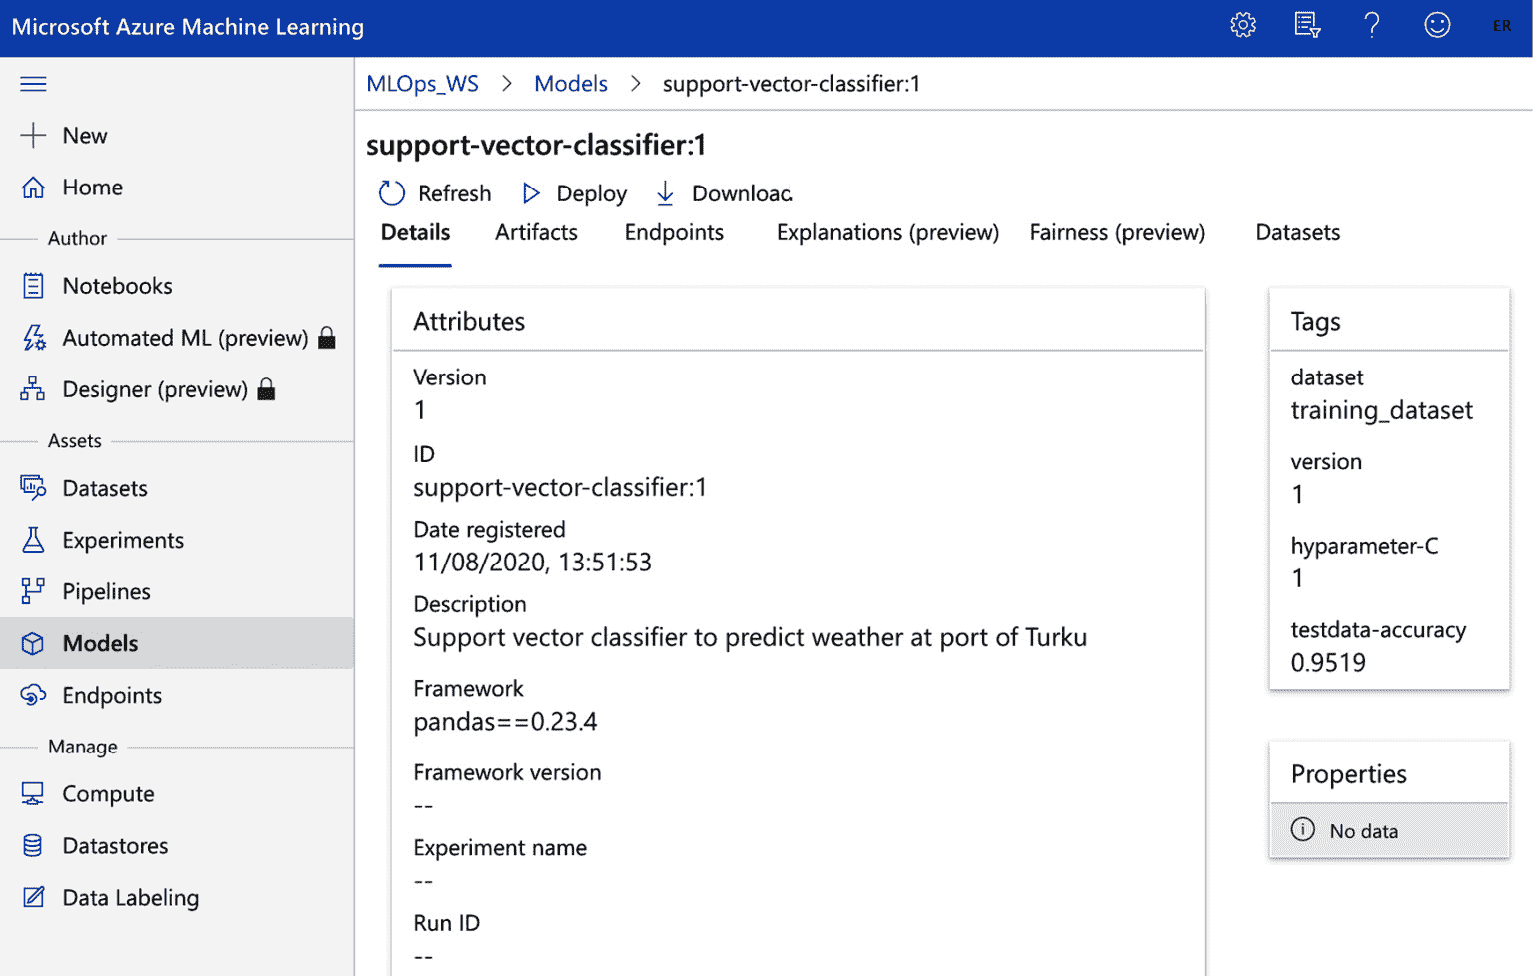 Microsoft Azure Machine Learning
ER
MLOps_WS > Models > support-vector-classifier:1
New
Home
Author
Notebooks
Automated ML (preview)
Designer (preview)
Assets
Datasets
Experiments
Pipelines
Models
Endpoints
Manage
Compute
Datastores
Data Labeling
support-vector-classifier:1
Refresh Deploy Downloac
Details Artifacts Endpoints Explanations (preview) Fairness (preview) Datasets
Attributes
Version
1
ID
support-vector-classifier:1
Date registered
11/08/2020, 13:51:53
Description
Support vector classifier to predict weather at port of Turku
Framework
pandas==0.23.4
Framework version
--
Experiment name
--
Run ID
--
Tags
dataset
training_dataset
version
1
hyparameter-C
1
testdata-accuracy
0.9519
Properties
No data